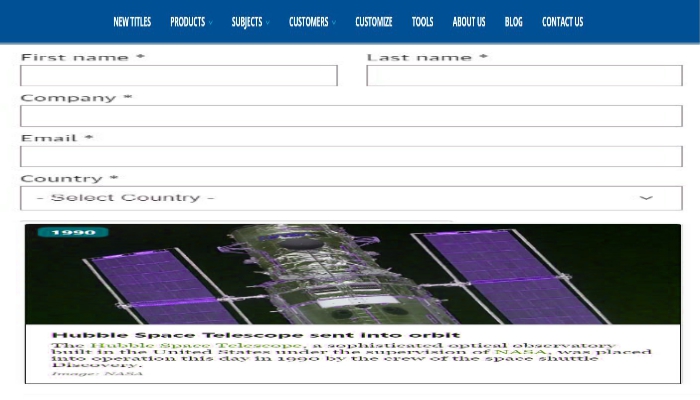 NEW TITLES PRODUCTS SUBJECTS CUSTOMERS CUSTOMIZE TOOLS ABOUT US BLOG CONTACT US
First name * Last name *
Company *
Email *
Country *
- Select Country -
1990
Hubble Space Telescope sent into orbit
The Hubble Space Telescope, a sophisticated optical observatory
built in the United States under the supervision of NASA, was placed
into operation this day in 1990 by the crew of the space shuttle
Discovery.
Image: NASA